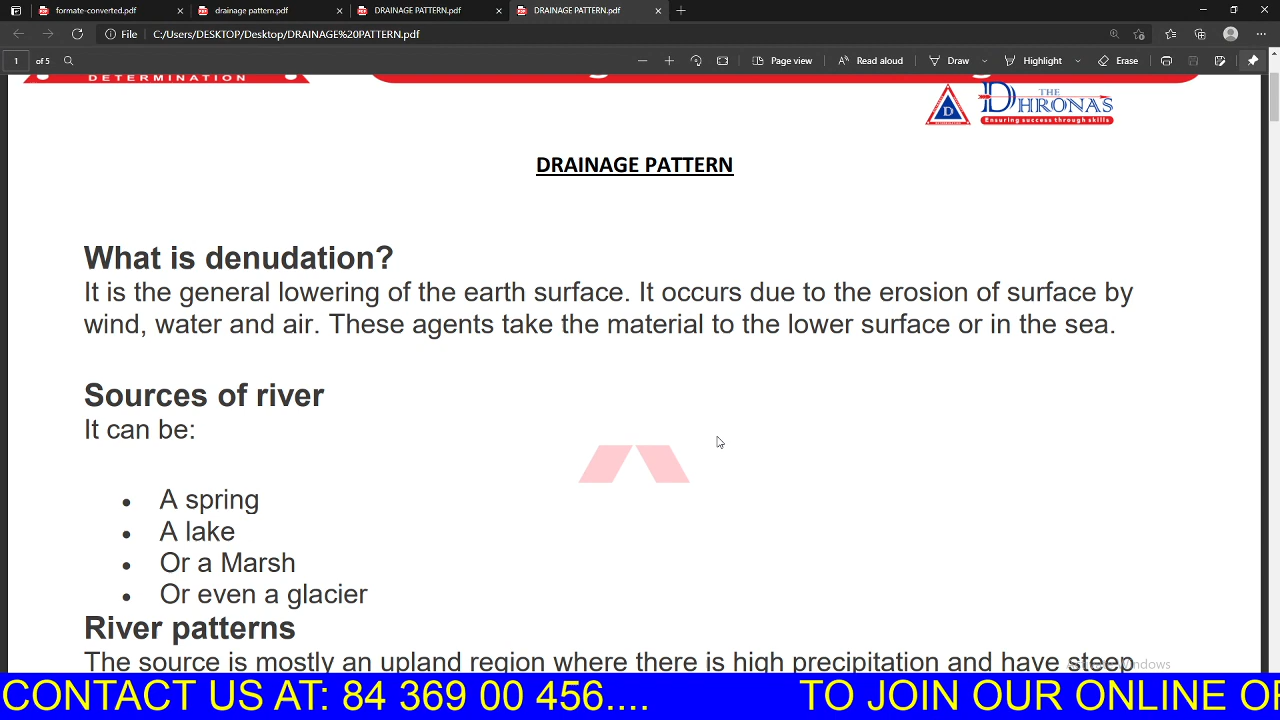 formate-converted.pdf
drainage pattern.pdf
DRAINAGE PATTERN.pdf
DRAINAGE PATTERN.pdf
File
C:/Users/DESKTOP/Desktop/DRAINAGE%20PATTERN.pdf
1 of 5
Page view
Read aloud
Draw
Highlight
Erase
DETERMINATION
D
THE
DHRONAS
Ensuring success through skills
DRAINAGE PATTERN
What is denudation?
It is the general lowering of the earth surface. It occurs due to the erosion of surface by
wind, water and air. These agents take the material to the lower surface or in the sea.
Sources of river
It can be:
• A spring
• A lake
• Or a Marsh
• Or even a glacier
River patterns
The source is mostly an upland region where there is high precipitation and have steep
CONTACT US AT: 84 369 00 456.... TO JOIN OUR ONLINE